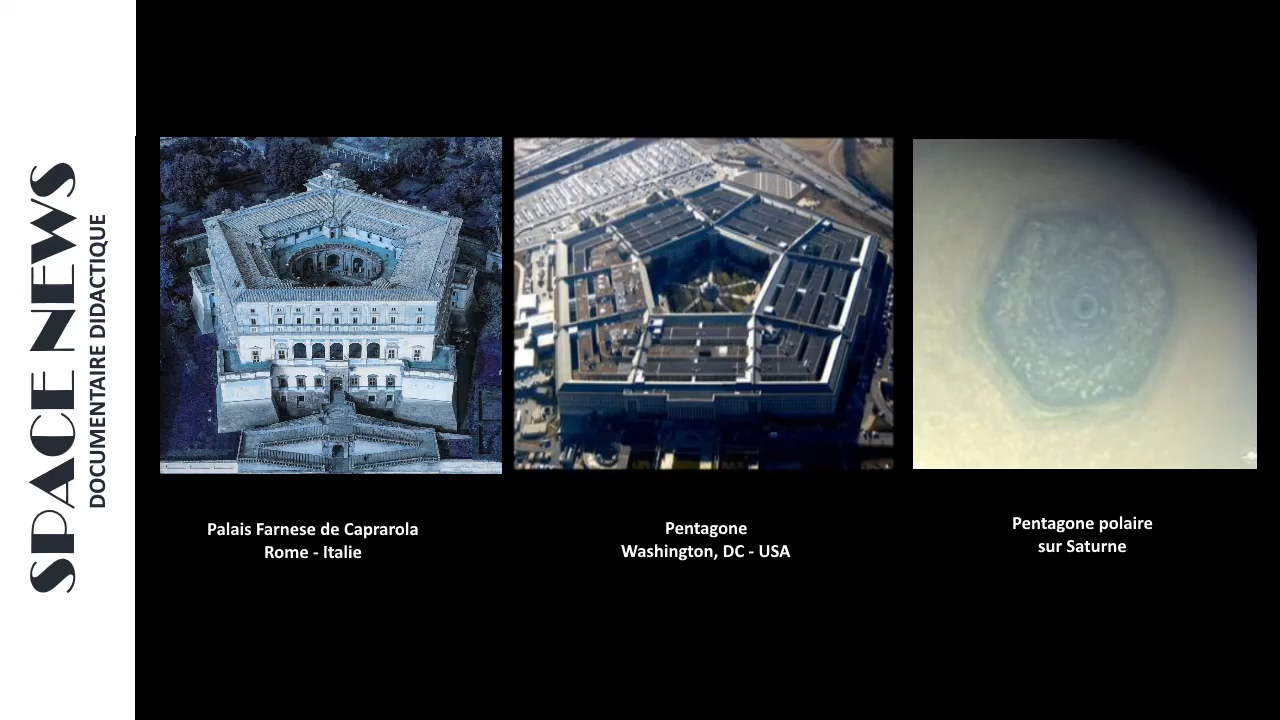 SPACE NEWS
DOCUMENTAIRE DIDACTIQUE
Palais Farnese de Caprarola
Rome - Italie
Pentagone
Washington, DC - USA
Pentagone polaire
sur Saturne